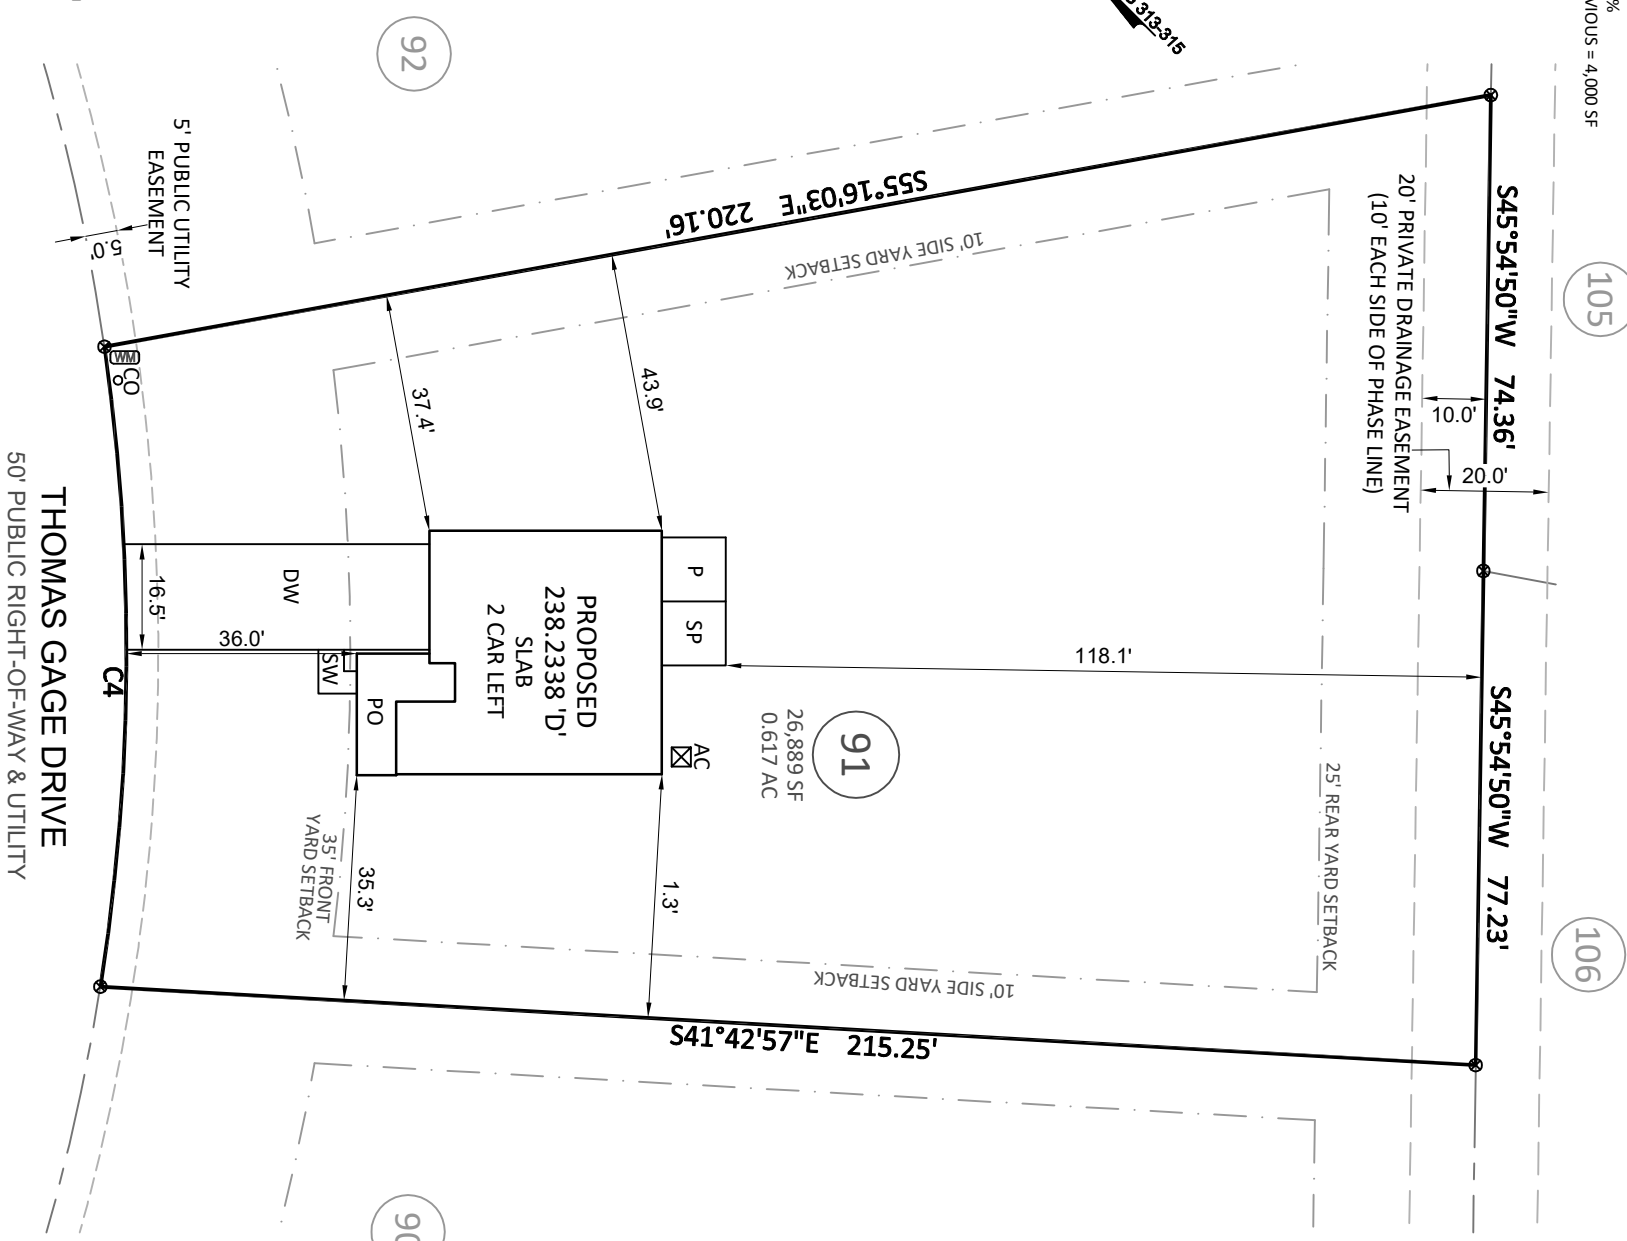 %
VIOUS = 4,000 SF
313-315
92
105
106
90
S45°54'50"W 74.36'
S45°54'50"W 77.23'
20' PRIVATE DRAINAGE EASEMENT
(10' EACH SIDE OF PHASE LINE)
10.0'
20.0'
S55°16'03"E 220.16'
10' SIDE YARD SETBACK
25' REAR YARD SETBACK
118.1'
91
26,889 SF
0.617 AC
43.9'
37.4'
P
SP
AC
PROPOSED
238.2338 'D'
SLAB
2 CAR LEFT
1.3'
35.3'
PO
SW
DW
36.0'
16.5'
35' FRONT
YARD SETBACK
10' SIDE YARD SETBACK
S41°42'57"E 215.25'
5' PUBLIC UTILITY
EASEMENT
5.0'
WM
CO
C4
THOMAS GAGE DRIVE
50' PUBLIC RIGHT-OF-WAY & UTILITY